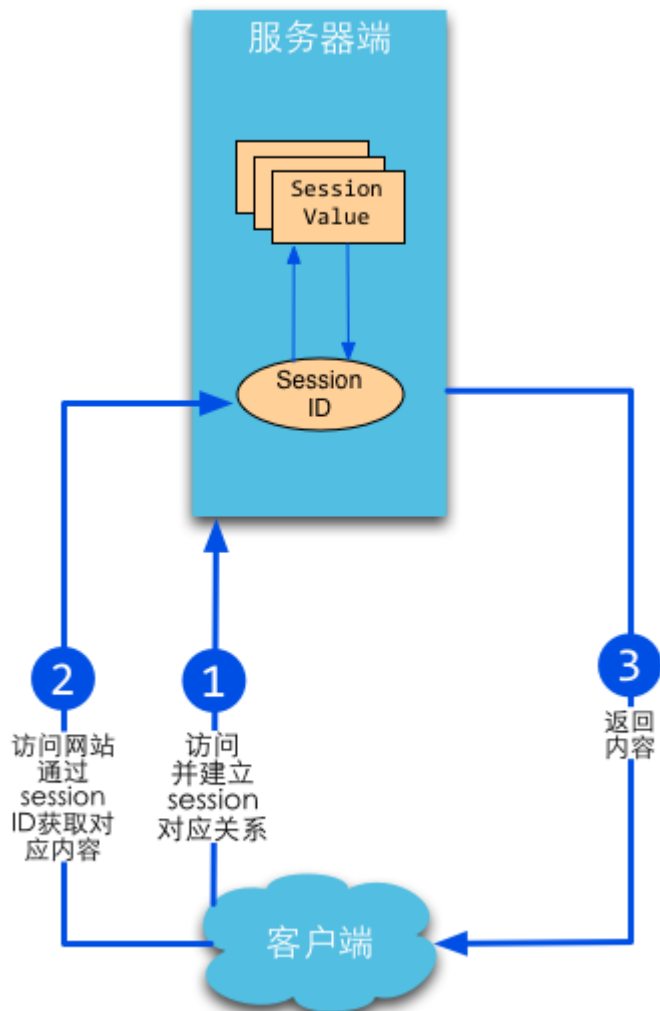 服务器端
Session
Value
Session
ID
2
访问网站
通过
session
ID获取对
应内容
1
访问
并建立
session
对应关系
3
返回
内容
客户端